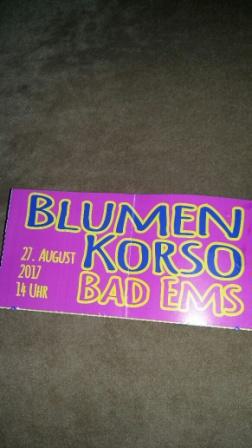 BLUMEN
KORSO
BAD EMS
27. AUGUST
2017
14 UHR